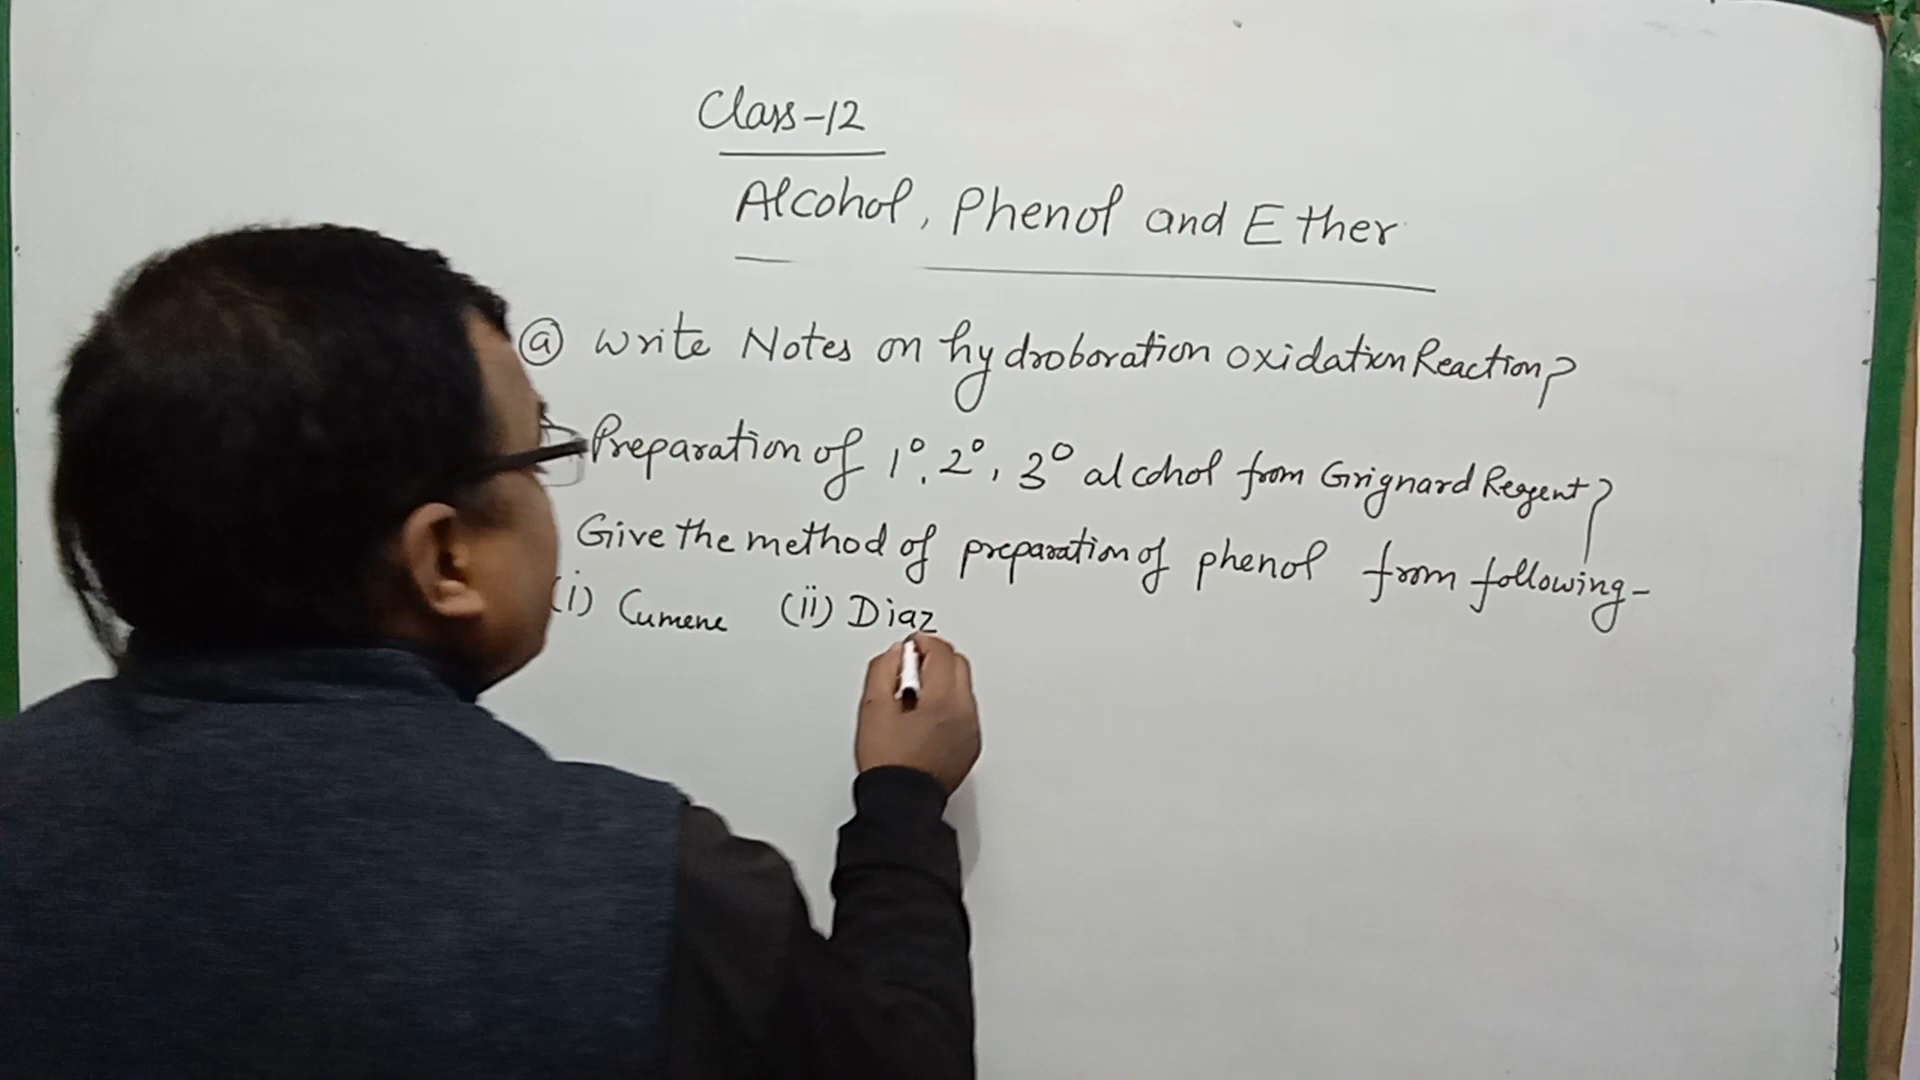 Class-12
Alcohol, Phenol and Ether
(a) Write Notes on hydroboration oxidation Reaction?
Preparation of 1°, 2°, 3° alcohol from Grignard Regent?
Give the method of preparation of phenol from following-
(i) Cumene (ii) Diaz